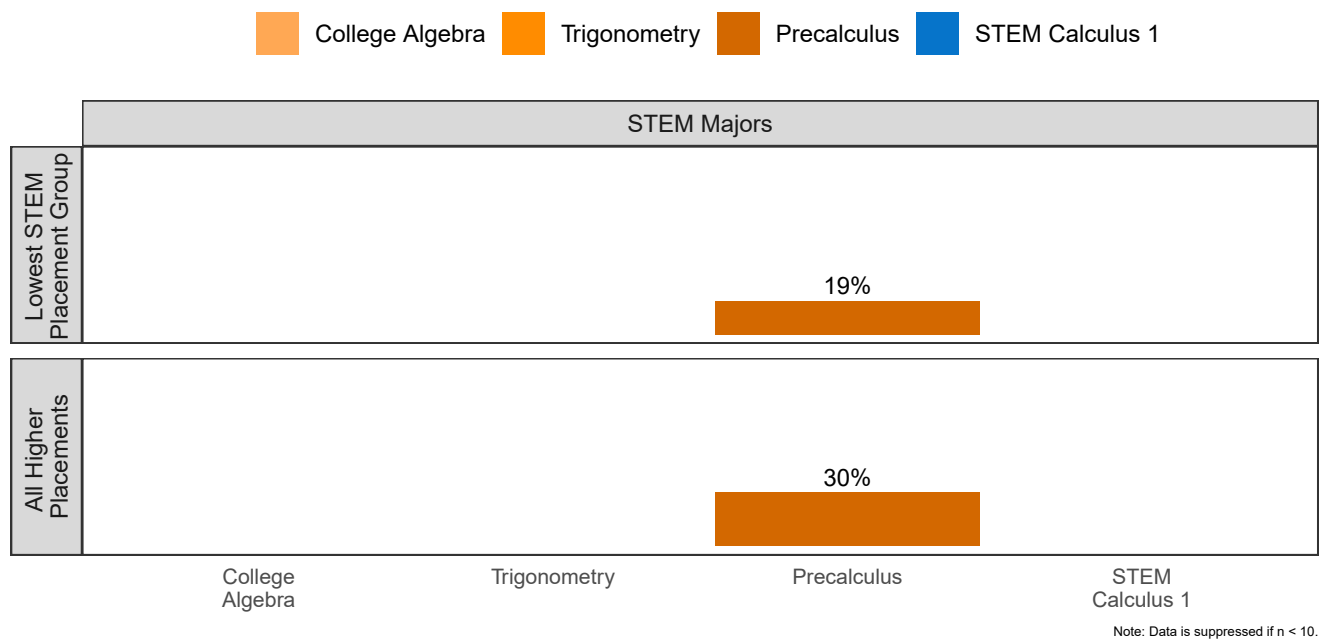 College Algebra
Trigonometry
Precalculus
STEM Calculus 1
STEM Majors
Lowest STEM
Placement Group
19%
All Higher
Placements
30%
College
Algebra
Trigonometry
Precalculus
STEM
Calculus 1
Note: Data is suppressed if n < 10.